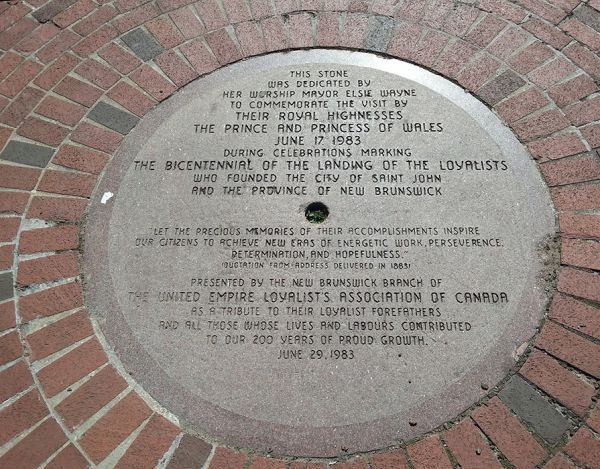 THIS STONE
WAS DEDICATED BY
HER WORSHIP MAYOR ELSIE WAYNE
TO COMMEMORATE THE VISIT BY
THEIR ROYAL HIGHNESSES
THE PRINCE AND PRINCESS OF WALES
JUNE 17 1983
DURING CELEBRATIONS MARKING
THE BICENTENNIAL OF THE LANDING OF THE LOYALISTS
WHO FOUNDED THE CITY OF SAINT JOHN
AND THE PROVINCE OF NEW BRUNSWICK
"LET THE PRECIOUS MEMORIES OF THEIR ACCOMPLISHMENTS INSPIRE
OUR CITIZENS TO ACHIEVE NEW ERAS OF ENERGETIC WORK, PERSEVERENCE,
DETERMINATION, AND HOPEFULNESS."
(QUOTATION FROM ADDRESS DELIVERED IN 1883)
PRESENTED BY THE NEW BRUNSWICK BRANCH OF
THE UNITED EMPIRE LOYALIST'S ASSOCIATION OF CANADA
AS A TRIBUTE TO THEIR LOYALIST FOREFATHERS
AND ALL THOSE WHOSE LIVES AND LABOURS CONTRIBUTED
TO OUR 200 YEARS OF PROUD GROWTH.
JUNE 29, 1983